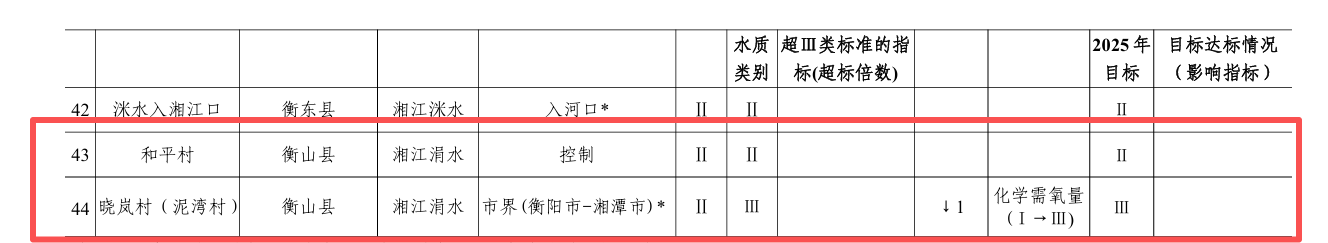 水质类别 超Ⅲ类标准的指标(超标倍数) 2025年目标 目标达标情况（影响指标）
42 洣水入湘江口 衡东县 湘江洣水 入河口* Ⅱ Ⅱ Ⅱ
43 和平村 衡山县 湘江涓水 控制 Ⅱ Ⅱ Ⅱ
44 晓岚村（泥湾村） 衡山县 湘江涓水 市界(衡阳市-湘潭市)* Ⅱ Ⅲ ↓1 化学需氧量(Ⅰ→Ⅲ) Ⅲ